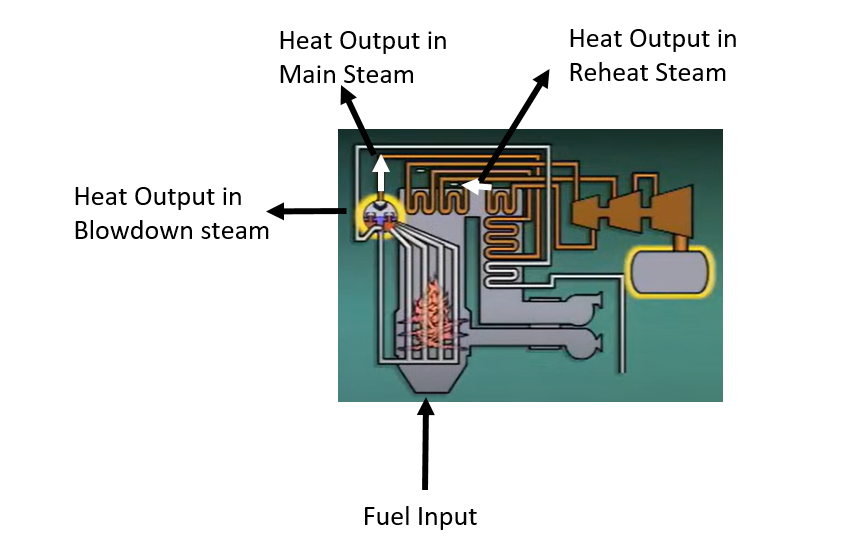 Heat Output in
Main Steam
Heat Output in
Reheat Steam
Heat Output in
Blowdown steam
Fuel Input